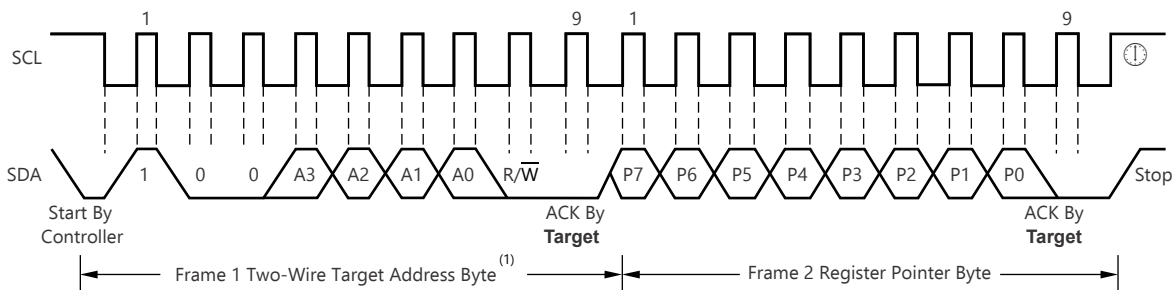 1 9 1 9
SCL
SDA 1 0 0 A3 A2 A1 A0 R/W̅ P7 P6 P5 P4 P3 P2 P1 P0 Stop
Start By ACK By ACK By
Controller Target Target
Frame 1 Two-Wire Target Address Byte (1) Frame 2 Register Pointer Byte